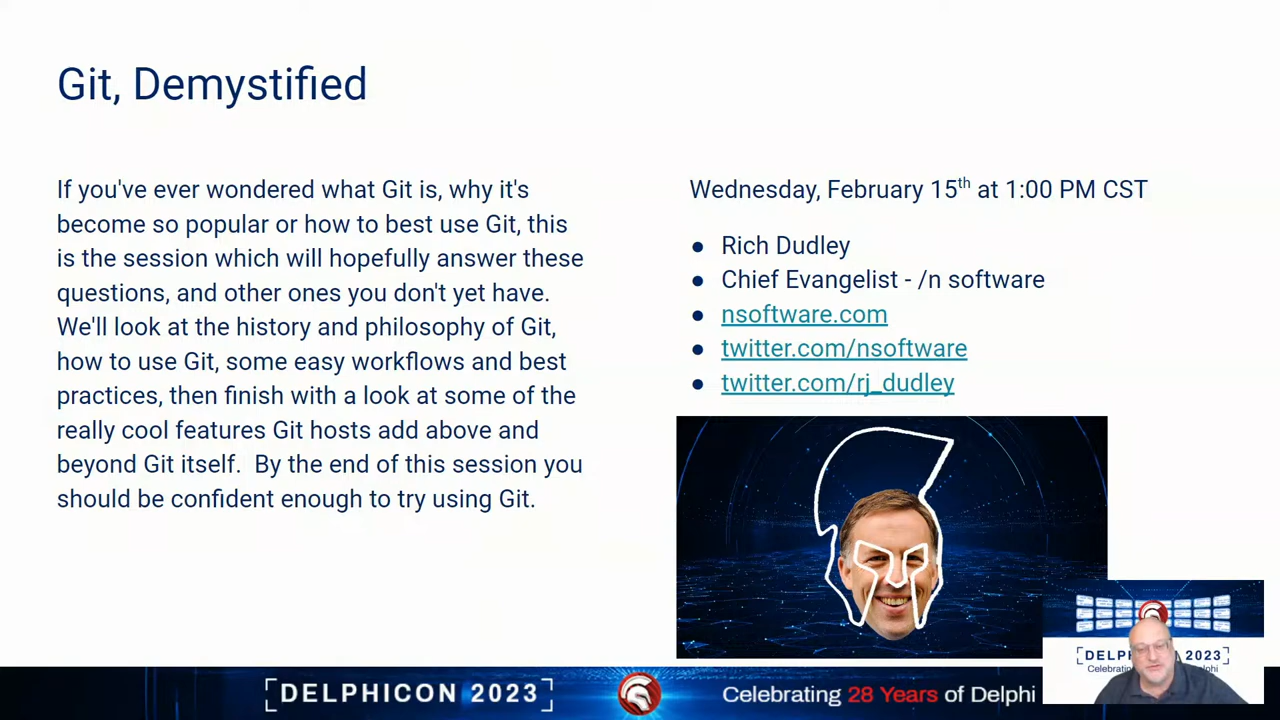 Git, Demystified
If you've ever wondered what Git is, why it's
become so popular or how to best use Git, this
is the session which will hopefully answer these
questions, and other ones you don't yet have.
We'll look at the history and philosophy of Git,
how to use Git, some easy workflows and best
practices, then finish with a look at some of the
really cool features Git hosts add above and
beyond Git itself.  By the end of this session you
should be confident enough to try using Git.
Wednesday, February 15th at 1:00 PM CST
● Rich Dudley
● Chief Evangelist - /n software
● nsoftware.com
● twitter.com/nsoftware
● twitter.com/rj_dudley
DELPHICON 2023
Celebrating 28 Years of Delphi